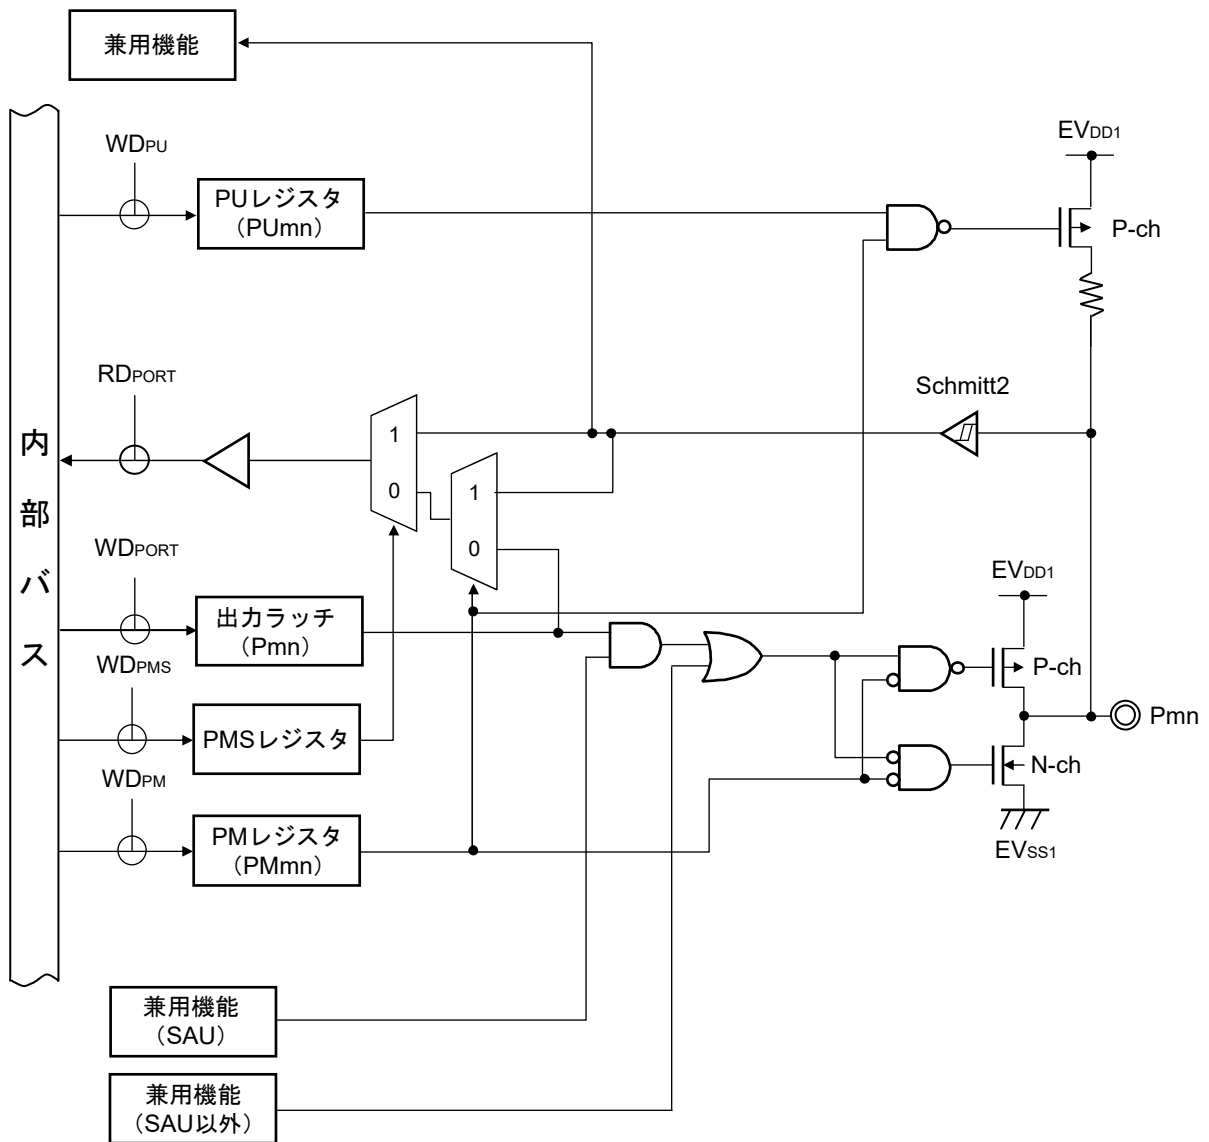 兼用機能
EVDD1
WDPU
PUレジスタ
(PUmn)
P-ch
RDPORT
Schmitt2
1
0
1
0
内部バス
WDPORT
出力ラッチ
(Pmn)
EVDD1
P-ch
WDPMS
PMSレジスタ
Pmn
N-ch
WDPM
PMレジスタ
(PMmn)
EVSS1
兼用機能
(SAU)
兼用機能
(SAU以外)